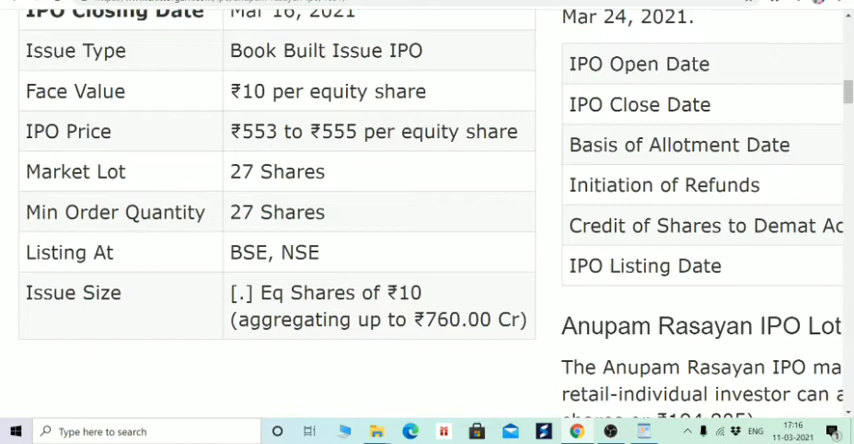 IPO Closing Date Mar 16, 2021
Issue Type Book Built Issue IPO
Face Value ₹10 per equity share
IPO Price ₹553 to ₹555 per equity share
Market Lot 27 Shares
Min Order Quantity 27 Shares
Listing At BSE, NSE
Issue Size [.] Eq Shares of ₹10
(aggregating up to ₹760.00 Cr)
Mar 24, 2021.
IPO Open Date
IPO Close Date
Basis of Allotment Date
Initiation of Refunds
Credit of Shares to Demat Ac
IPO Listing Date
Anupam Rasayan IPO Lot
The Anupam Rasayan IPO ma
retail-individual investor can a
Type here to search
ENG
17:16
11-03-2021